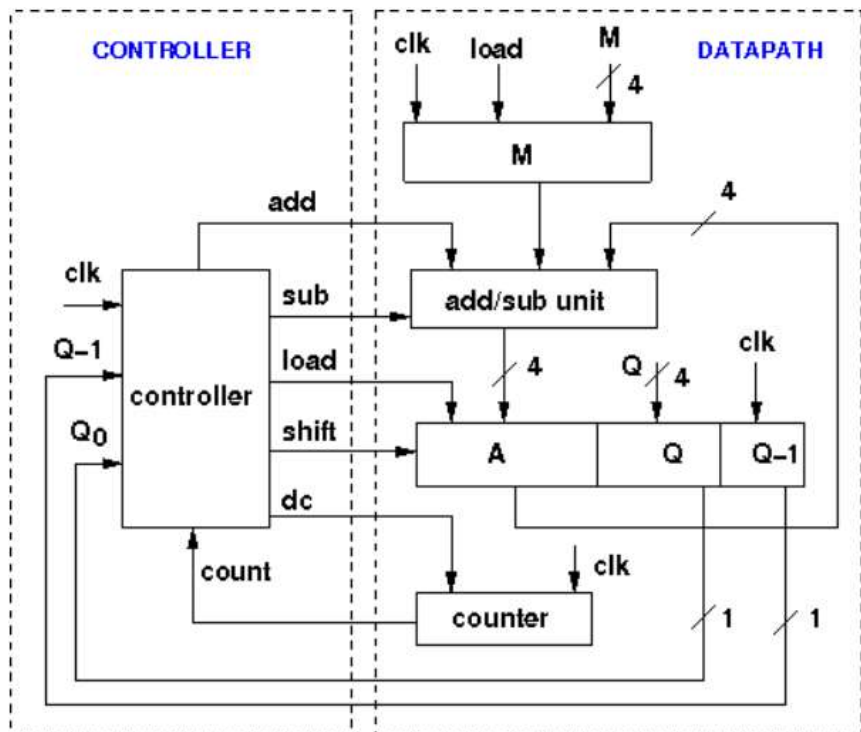 CONTROLLER
DATAPATH
clk
load
M
4
M
add
4
clk
sub
add/sub unit
Q-1
load
4
Q
4
clk
controller
Q0
shift
A
Q
Q-1
dc
count
clk
counter
1
1